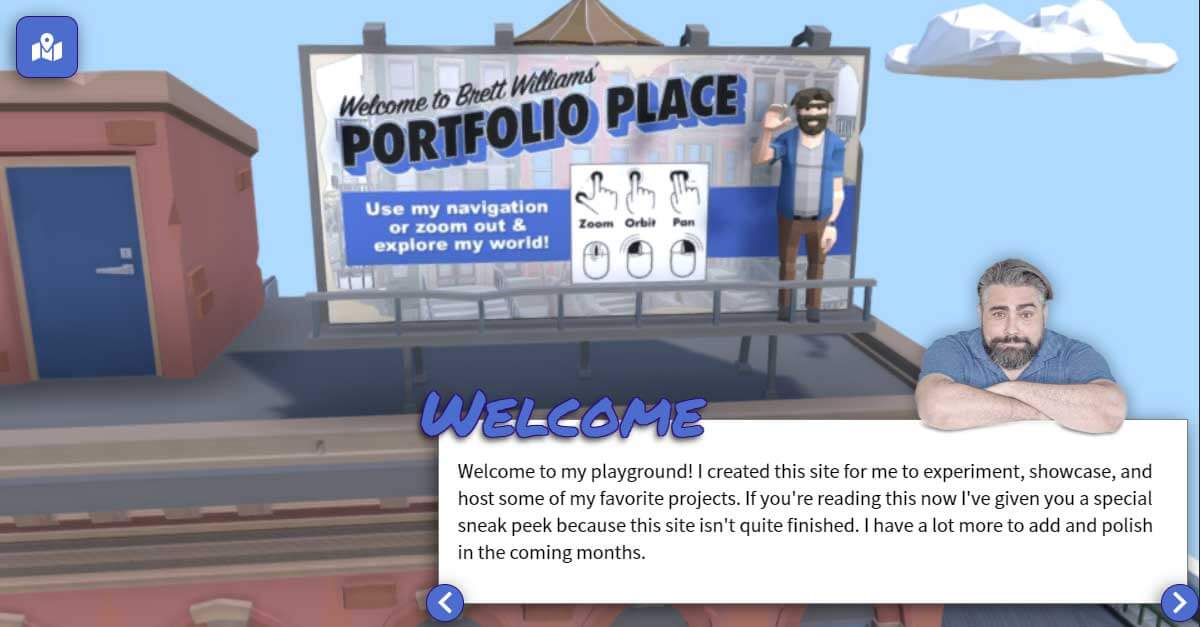 Welcome to Brett Williams'
PORTFOLIO PLACE
Use my navigation
or zoom out &
explore my world!
Zoom Orbit Pan
WELCOME
Welcome to my playground! I created this site for me to experiment, showcase, and
host some of my favorite projects. If you're reading this now I've given you a special
sneak peek because this site isn't quite finished. I have a lot more to add and polish
in the coming months.